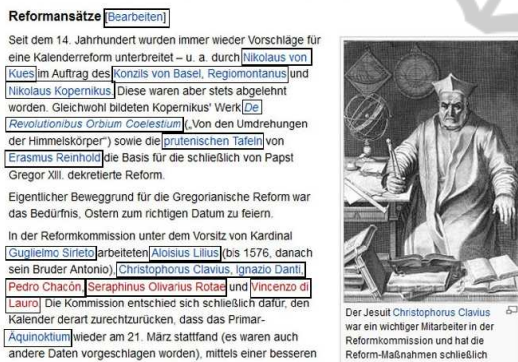 Reformansätze [Bearbeiten]
Seit dem 14. Jahrhundert wurden immer wieder Vorschläge für
eine Kalenderreform unterbreitet – u. a. durch Nikolaus von
Kues im Auftrag des Konzils von Basel, Regiomontanus und
Nikolaus Kopernikus. Diese waren aber stets abgelehnt
worden. Gleichwohl bildeten Kopernikus' Werk De
Revolutionibus Orbium Coelestium („Von den Umdrehungen
der Himmelskörper“) sowie die prutenischen Tafeln von
Erasmus Reinhold die Basis für die schließlich von Papst
Gregor XIII. dekretierte Reform.
Eigentlicher Beweggrund für die Gregorianische Reform war
das Bedürfnis, Ostern zum richtigen Datum zu feiern.
In der Reformkommission unter dem Vorsitz von Kardinal
Guglielmo Sirleto arbeiteten Aloisius Lilius (bis 1576, danach
sein Bruder Antonio), Christophorus Clavius, Ignazio Danti,
Pedro Chacón, Seraphinus Olivarius Rotae und Vincenzo di
Lauro. Die Kommission entschied sich schließlich dafür, den
Kalender derart zurechtzurücken, dass das Primar-
Äquinoktium wieder am 21. März stattfand (es waren auch
andere Daten vorgeschlagen worden), mittels einer besseren
Der Jesuit Christophorus Clavius
war ein wichtiger Mitarbeiter in der
Reformkommission und hat die
Reform-Maßnahmen schließlich